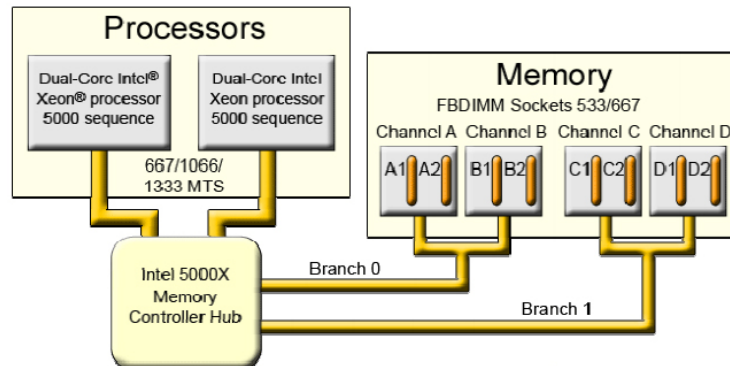 Processors
Dual-Core Intel®
Xeon® processor
5000 sequence
Dual-Core Intel
Xeon processor
5000 sequence
667/1066/
1333 MTS
Memory
FBDIMM Sockets 533/667
Channel A Channel B Channel C Channel D
A1 A2 B1 B2 C1 C2 D1 D2
Branch 0
Intel 5000X
Memory
Controller Hub
Branch 1